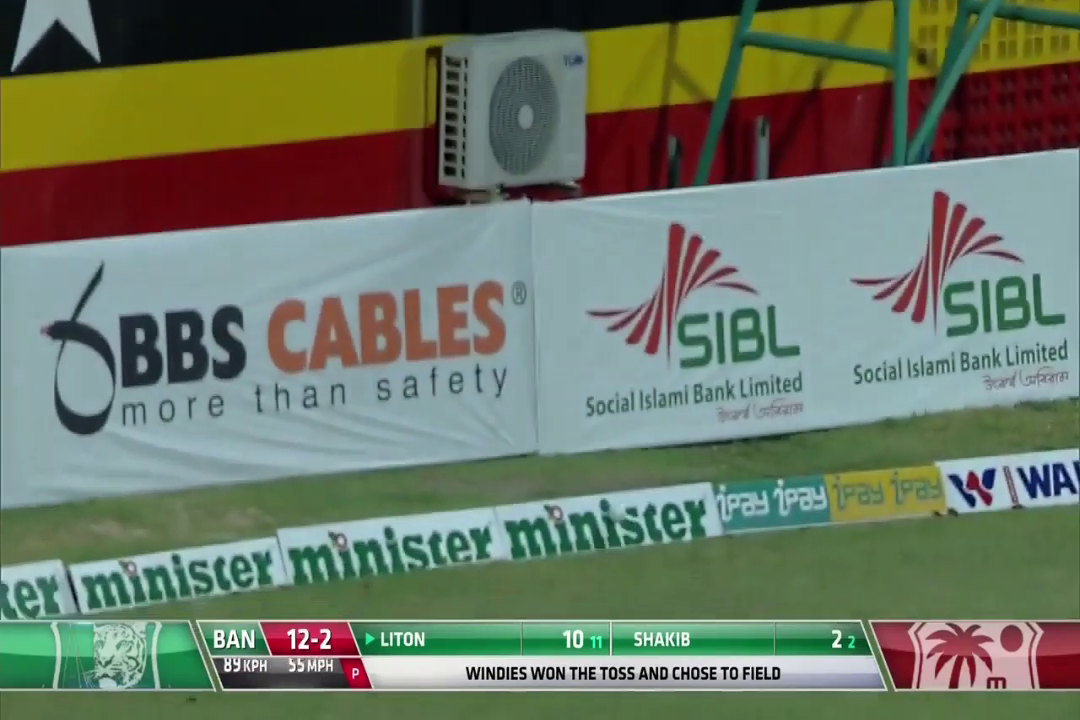 BBS CABLES®
more than safety
SIBL
Social Islami Bank Limited
SIBL
Social Islami Bank Limited
ter minister minister minister iPay iPay iPay iPay WA
BAN 12-2 LITON 10 11 SHAKIB 2 2
89 KPH 55 MPH P WINDIES WON THE TOSS AND CHOSE TO FIELD
m